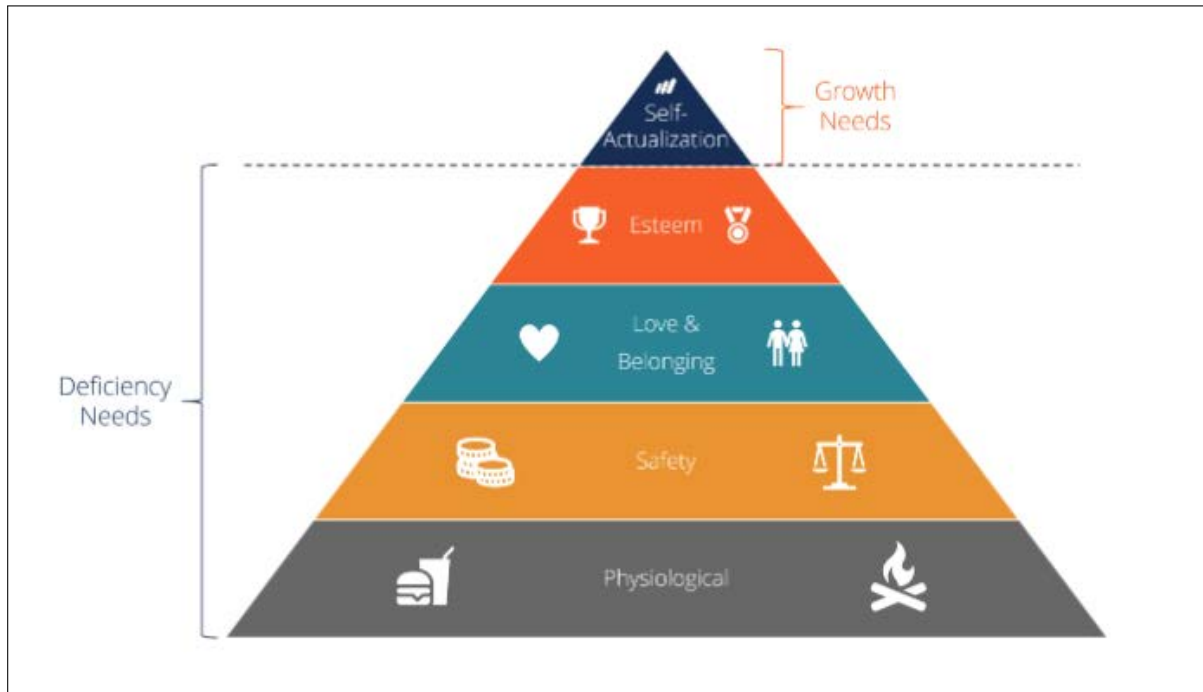 Growth
Needs
Self-
Actualization
Esteem
Love &
Belonging
Deficiency
Needs
Safety
Physiological